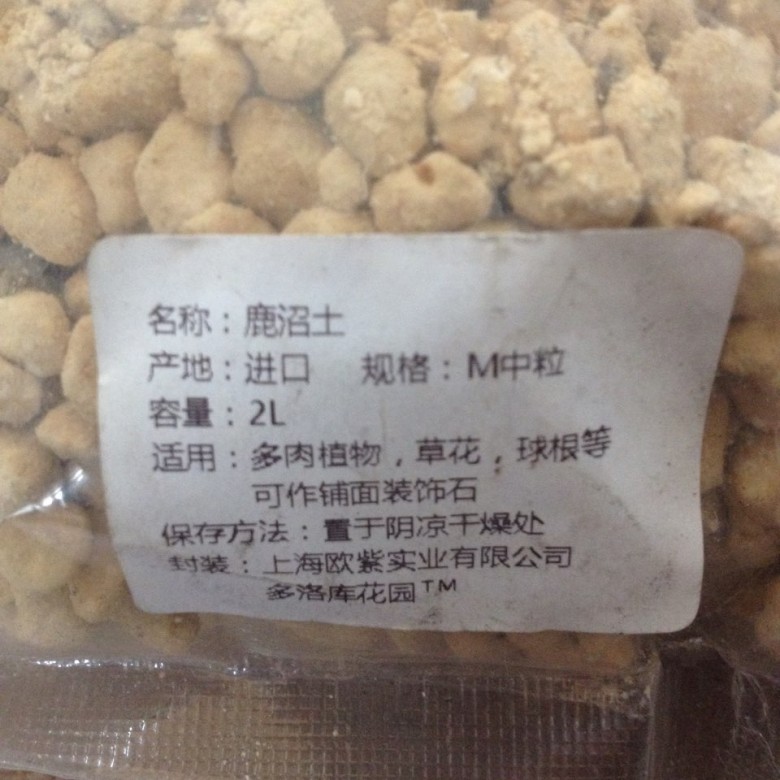 名称：鹿沼土
产地：进口 规格：M中粒
容量：2L
适用：多肉植物，草花，球根等
可作铺面装饰石
保存方法：置于阴凉干燥处
封装：上海欧紫实业有限公司
多洛库花园™